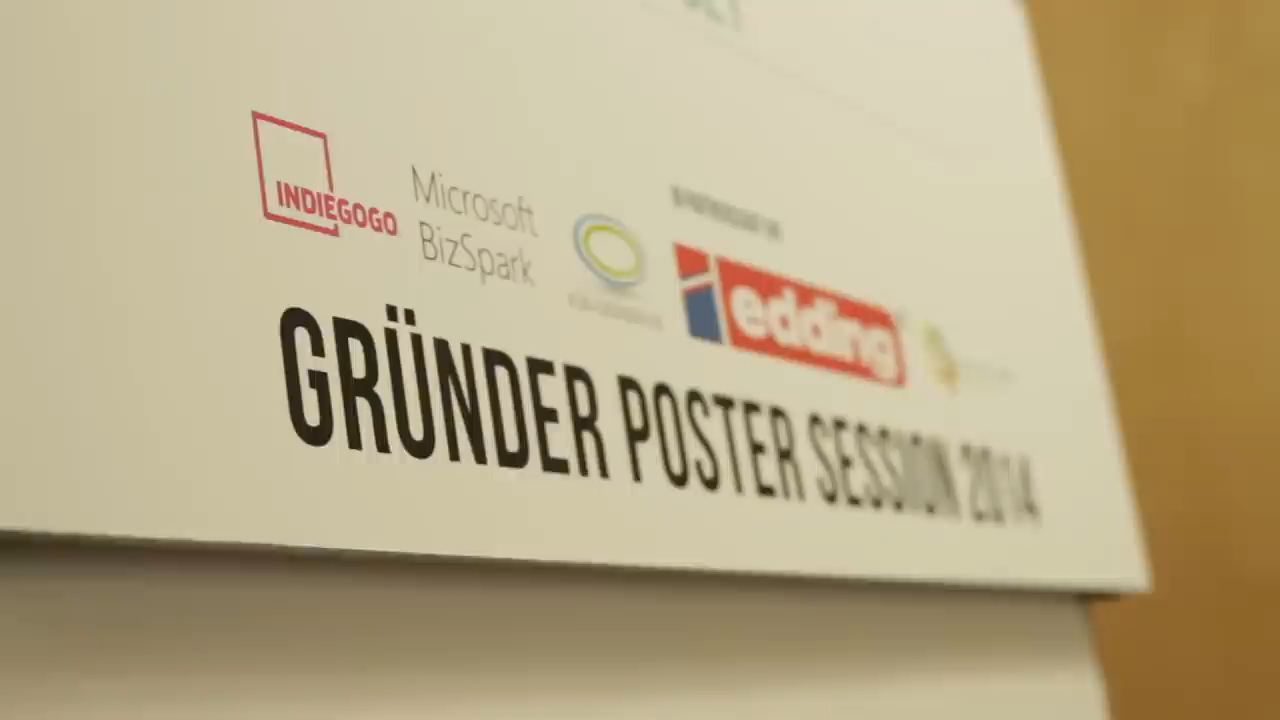 INDIEGOGO
Microsoft
BizSpark
edding
GRÜNDER POSTER SESSION 2014